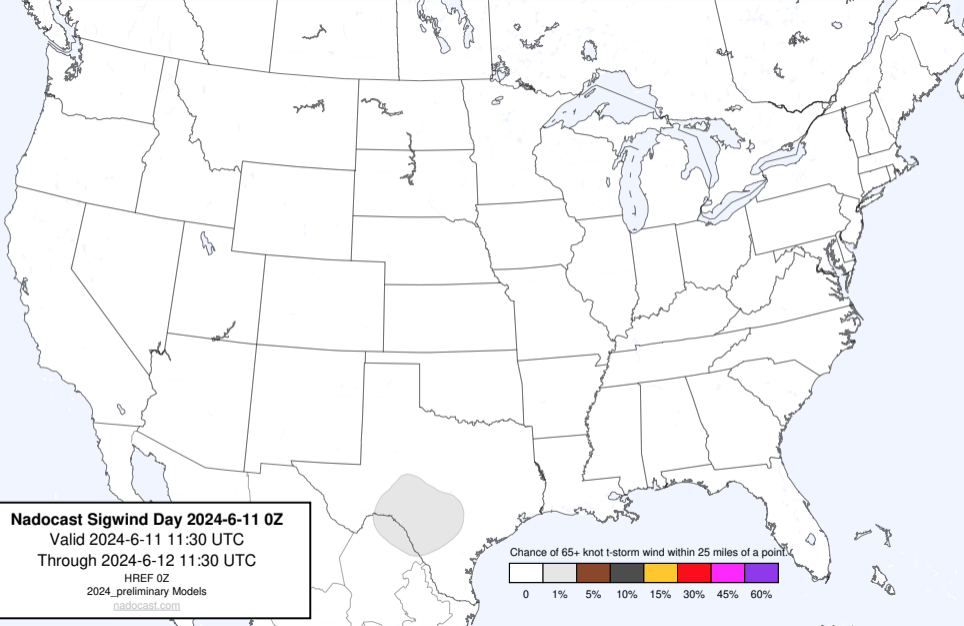 Nadocast Sigwind Day 2024-6-11 0Z
Valid 2024-6-11 11:30 UTC
Through 2024-6-12 11:30 UTC
HREF 0Z
2024_preliminary Models
nadocast.com
Chance of 65+ knot t-storm wind within 25 miles of a point.
0 1% 5% 10% 15% 30% 45% 60%